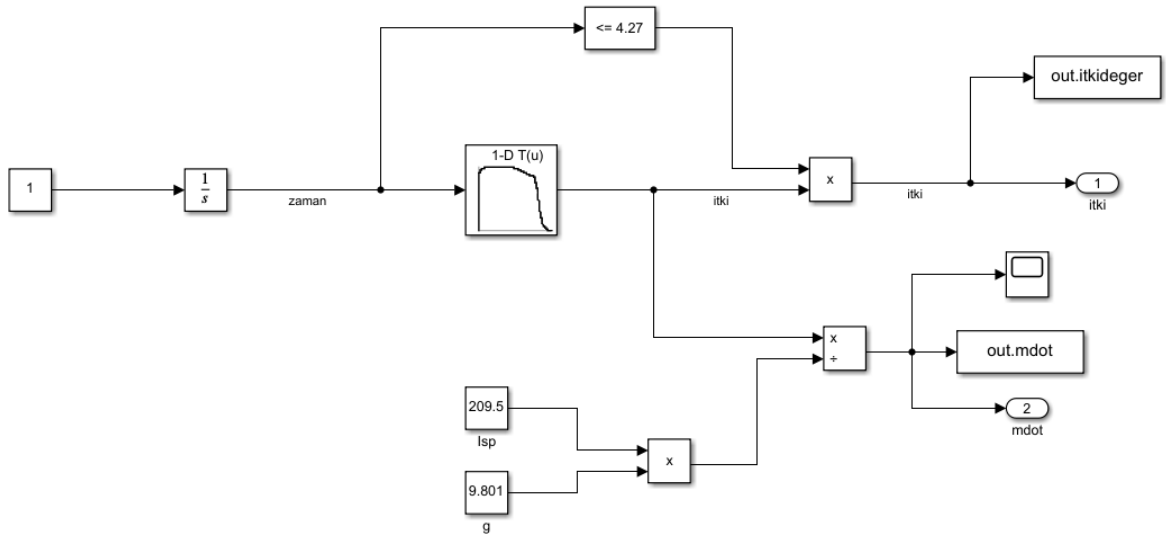 <= 4.27
out.itkideger
1-D T(u)
1
1
s
zaman
itki
x
itki
1
itki
x
÷
out.mdot
209.5
Isp
2
mdot
x
9.801
g